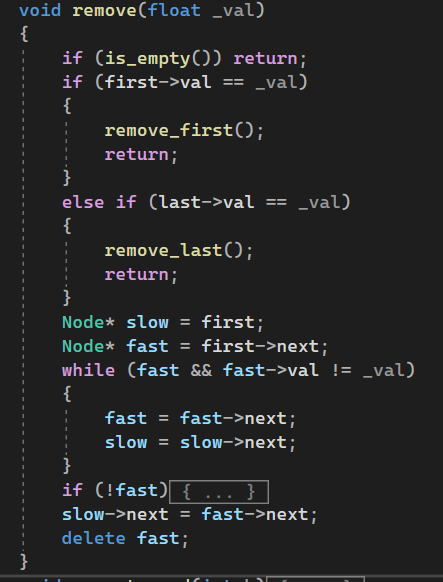 void remove(float _val)
{
    if (is_empty()) return;
    if (first->val == _val)
    {
        remove_first();
        return;
    }
    else if (last->val == _val)
    {
        remove_last();
        return;
    }
    Node* slow = first;
    Node* fast = first->next;
    while (fast && fast->val != _val)
    {
        fast = fast->next;
        slow = slow->next;
    }
    if (!fast){ ... }
    slow->next = fast->next;
    delete fast;
}